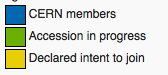 CERN members
Accession in progress
Declared intent to join